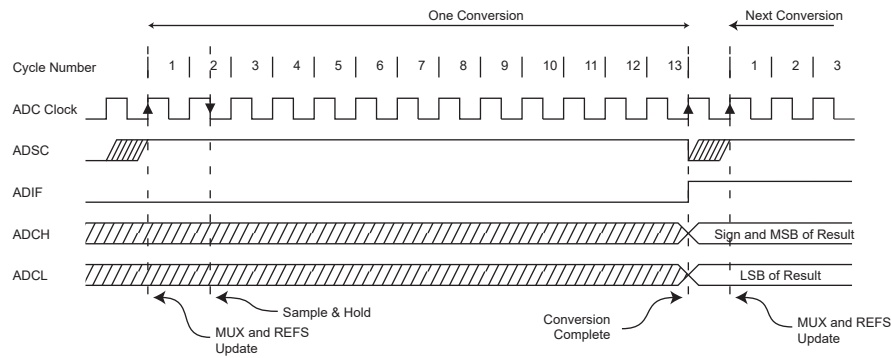 One Conversion
Next Conversion
Cycle Number 1 2 3 4 5 6 7 8 9 10 11 12 13 1 2 3
ADC Clock
ADSC
ADIF
ADCH
Sign and MSB of Result
ADCL
LSB of Result
MUX and REFS
Update
Sample & Hold
Conversion
Complete
MUX and REFS
Update